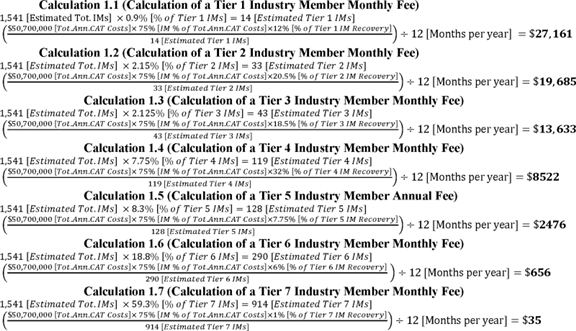 Calculation 1.1 (Calculation of a Tier 1 Industry Member Monthly Fee)
1,541 [Estimated Tot. IMs] × 0.9% [% of Tier 1 IMs] = 14 [Estimated Tier 1 IMs]
($50,700,000 [Tot.Ann.CAT Costs]×75% [IM % of Tot.Ann.CAT Costs]×12% [% of Tier 1 IM Recovery] / 14 [Estimated Tier 1 IMs]) ÷ 12 [Months per year] = $27,161
Calculation 1.2 (Calculation of a Tier 2 Industry Member Monthly Fee)
1,541 [Estimated Tot. IMs] × 2.15% [% of Tier 2 IMs] = 33 [Estimated Tier 2 IMs]
($50,700,000 [Tot.Ann.CAT Costs]×75% [IM % of Tot.Ann.CAT Costs]×20.5% [% of Tier 2 IM Recovery] / 33 [Estimated Tier 2 IMs]) ÷ 12 [Months per year] = $19,685
Calculation 1.3 (Calculation of a Tier 3 Industry Member Monthly Fee)
1,541 [Estimated Tot. IMs] × 2.125% [% of Tier 3 IMs] = 43 [Estimated Tier 3 IMs]
($50,700,000 [Tot.Ann.CAT Costs]×75% [IM % of Tot.Ann.CAT Costs]×18.5% [% of Tier 3 IM Recovery] / 43 [Estimated Tier 3 IMs]) ÷ 12 [Months per year] = $13,633
Calculation 1.4 (Calculation of a Tier 4 Industry Member Monthly Fee)
1,541 [Estimated Tot. IMs] × 7.75% [% of Tier 4 IMs] = 119 [Estimated Tier 4 IMs]
($50,700,000 [Tot.Ann.CAT Costs]×75% [IM % of Tot.Ann.CAT Costs]×32% [% of Tier 4 IM Recovery] / 119 [Estimated Tier 4 IMs]) ÷ 12 [Months per year] = $8522
Calculation 1.5 (Calculation of a Tier 5 Industry Member Annual Fee)
1,541 [Estimated Tot. IMs] × 8.3% [% of Tier 5 IMs] = 128 [Estimated Tier 5 IMs]
($50,700,000 [Tot.Ann.CAT Costs]×75% [IM % of Tot.Ann.CAT Costs]×7.75% [% of Tier 5 IM Recovery] / 128 [Estimated Tier 5 IMs]) ÷ 12 [Months per year] = $2476
Calculation 1.6 (Calculation of a Tier 6 Industry Member Monthly Fee)
1,541 [Estimated Tot. IMs] × 18.8% [% of Tier 6 IMs] = 290 [Estimated Tier 6 IMs]
($50,700,000 [Tot.Ann.CAT Costs]×75% [IM % of Tot.Ann.CAT Costs]×6% [% of Tier 6 IM Recovery] / 290 [Estimated Tier 6 IMs]) ÷ 12 [Months per year] = $656
Calculation 1.7 (Calculation of a Tier 7 Industry Member Monthly Fee)
1,541 [Estimated Tot. IMs] × 59.3% [% of Tier 7 IMs] = 914 [Estimated Tier 7 IMs]
($50,700,000 [Tot.Ann.CAT Costs]×75% [IM % of Tot.Ann.CAT Costs]×1% [% of Tier 7 IM Recovery] / 914 [Estimated Tier 7 IMs]) ÷ 12 [Months per year] = $35